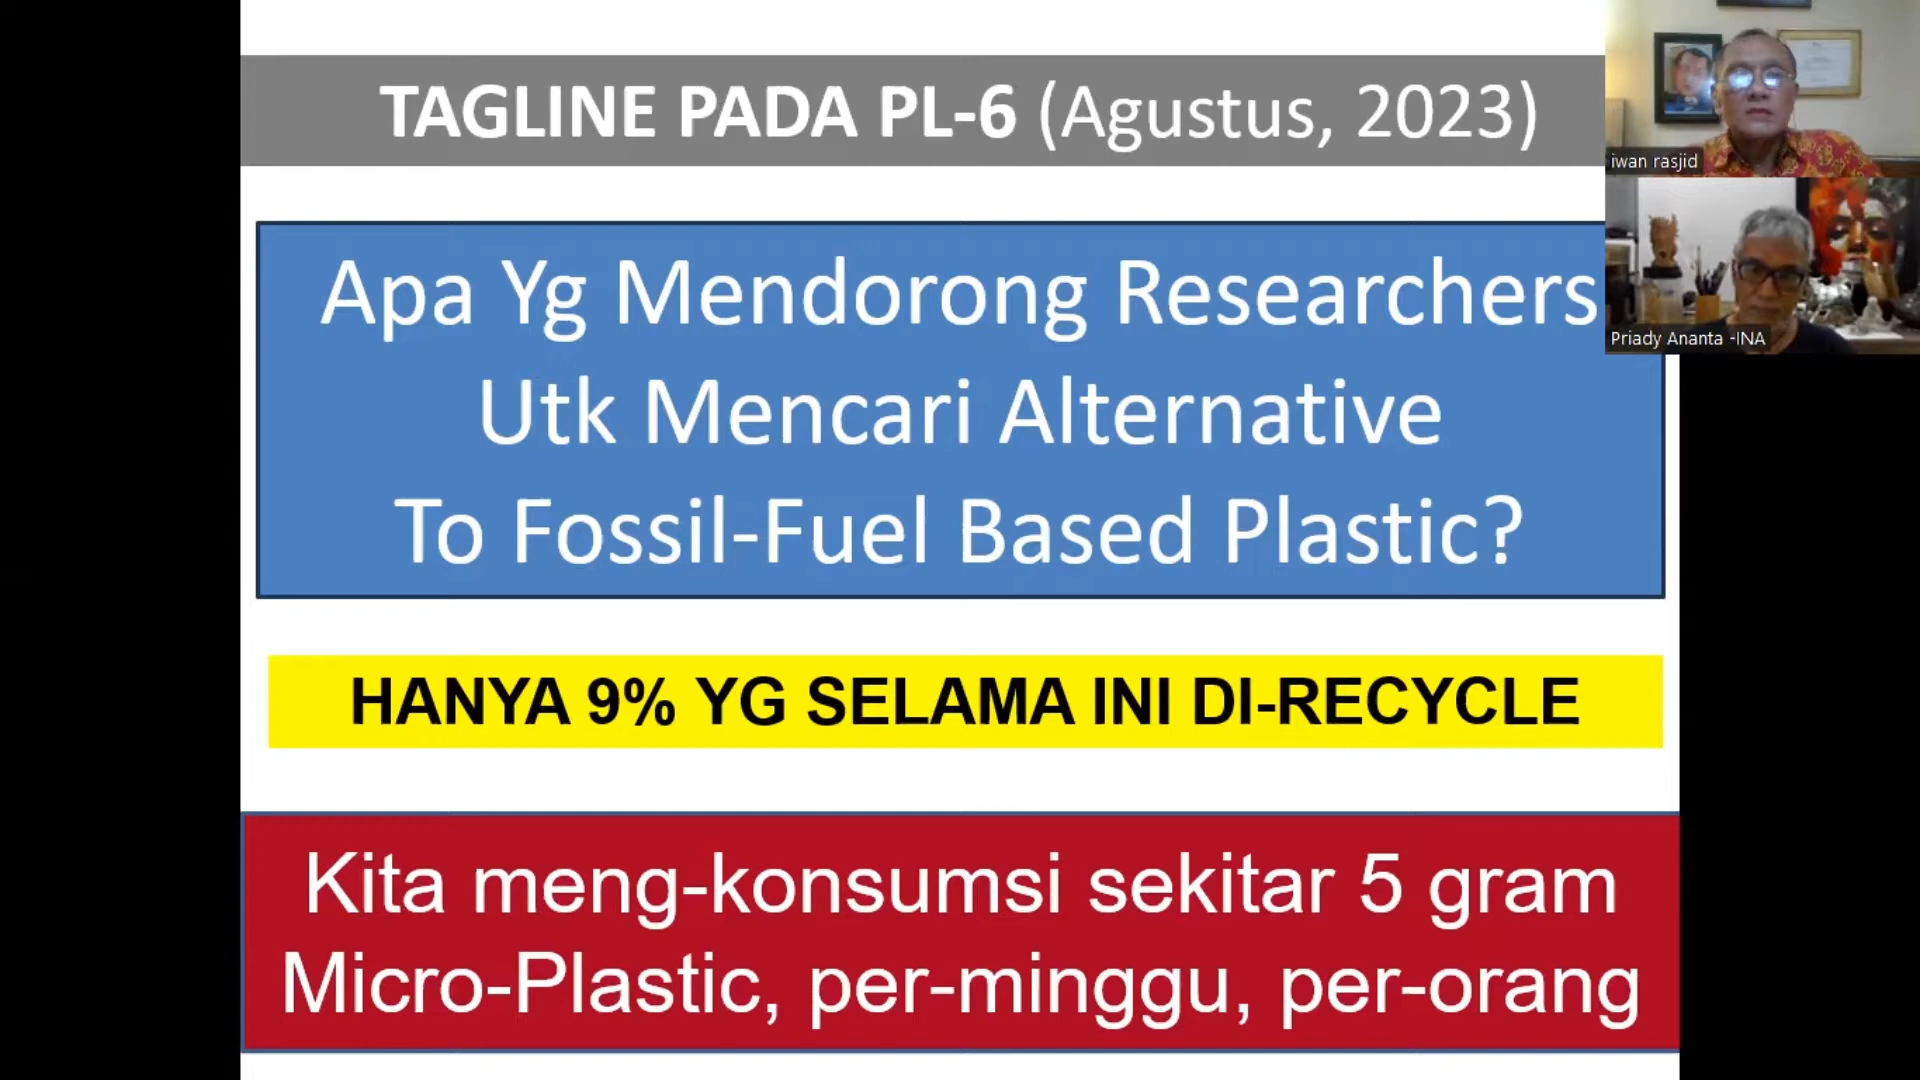 TAGLINE PADA PL-6 (Agustus, 2023)
Apa Yg Mendorong Researchers
Utk Mencari Alternative
To Fossil-Fuel Based Plastic?
HANYA 9% YG SELAMA INI DI-RECYCLE
Kita meng-konsumsi sekitar 5 gram
Micro-Plastic, per-minggu, per-orang
iwan rasjid
Priady Ananta -INA